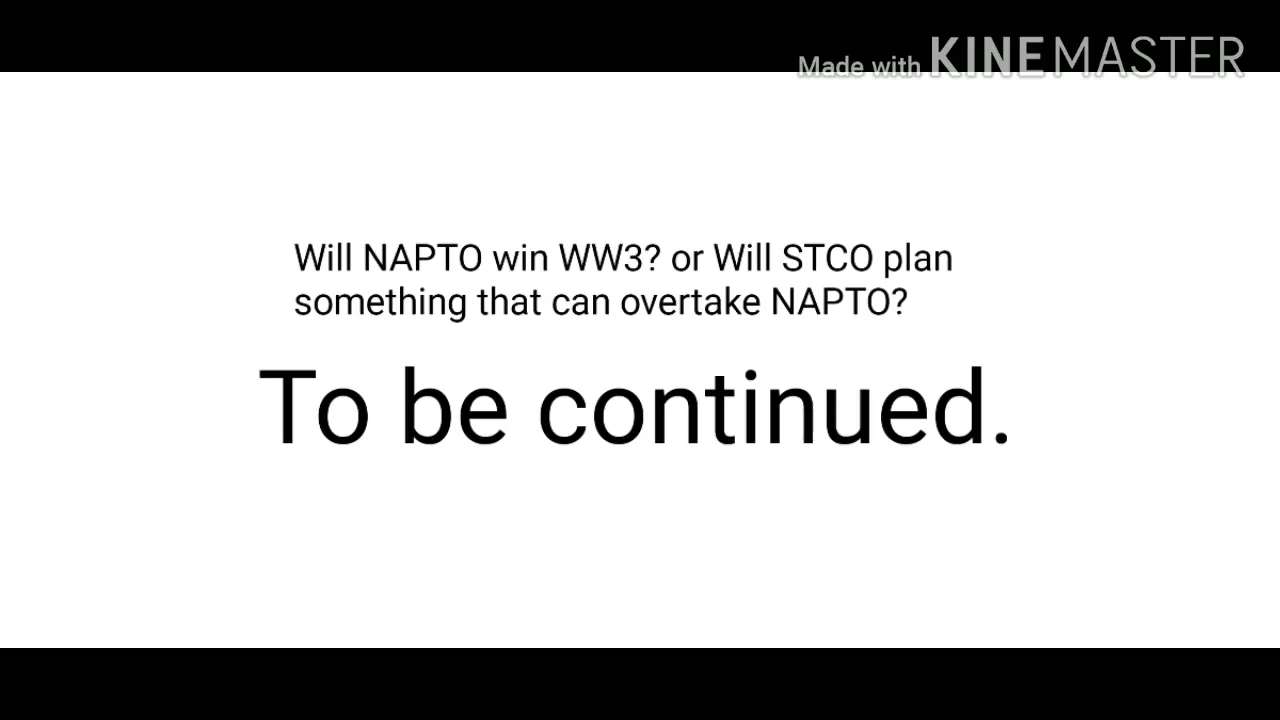 Made with KINEMASTER
Will NAPTO win WW3? or Will STCO plan
something that can overtake NAPTO?
To be continued.